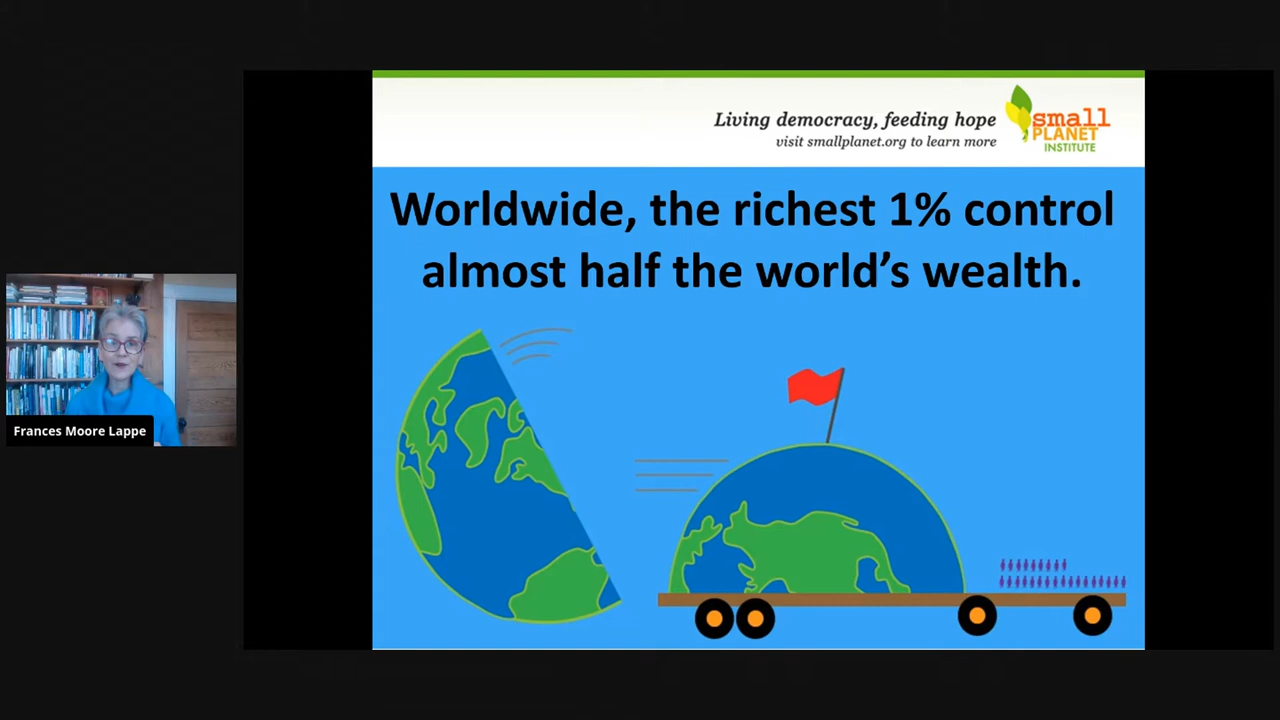 Living democracy, feeding hope
visit smallplanet.org to learn more
small
PLANET
INSTITUTE
Worldwide, the richest 1% control
almost half the world’s wealth.
Frances Moore Lappe